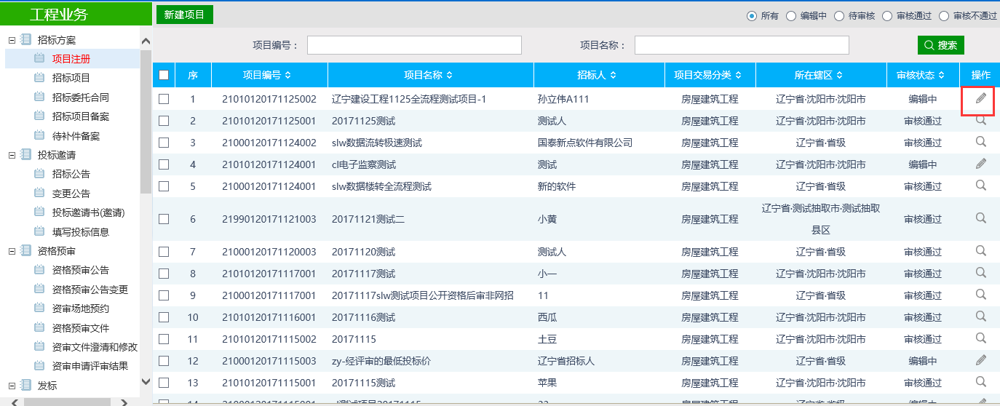 工程业务
招标方案
项目注册
招标项目
招标委托合同
招标项目备案
待补件备案
投标邀请
招标公告
变更公告
投标邀请书(邀请)
填写投标信息
资格预审
资格预审公告
资格预审公告变更
资审场地预约
资格预审文件
资审文件澄清和修改
资审申请评审结果
发标
新建项目
所有 编辑中 待审核 审核通过 审核不通过
项目编号： 项目名称： 搜索
序 项目编号 项目名称 招标人 项目交易分类 所在辖区 审核状态 操作
1 21010120171125002 辽宁建设工程1125全流程测试项目-1 孙立伟A111 房屋建筑工程 辽宁省·沈阳市·沈阳市 编辑中
2 21010120171125001 20171125测试 测试人 房屋建筑工程 辽宁省·沈阳市·沈阳市 审核通过
3 21000120171124002 slw数据流转极速测试 国泰新点软件有限公司 房屋建筑工程 辽宁省·省级 审核通过
4 21010120171124001 cl电子监察测试 测试 房屋建筑工程 辽宁省·沈阳市·沈阳市 编辑中
5 21000120171124001 slw数据楼转全流程测试 新的软件 房屋建筑工程 辽宁省·省级 审核通过
6 21990120171121003 20171121测试二 小黄 房屋建筑工程 辽宁省·测试抽取市·测试抽取 审核通过
县区
7 21000120171120003 20171120测试 测试人 房屋建筑工程 辽宁省·省级 审核通过
8 21010120171117001 20171117测试 小一 房屋建筑工程 辽宁省·沈阳市·沈阳市 审核通过
9 21000120171117001 20171117slw测试项目公开资格后审非网招 11 房屋建筑工程 辽宁省·省级 审核通过
10 21010120171116001 20171116测试 西瓜 房屋建筑工程 辽宁省·沈阳市·沈阳市 审核通过
11 21010120171115002 20171115 土豆 房屋建筑工程 辽宁省·沈阳市·沈阳市 审核通过
12 21000120171115003 zy-经评审的最低投标价 辽宁省招标人 房屋建筑工程 辽宁省·省级 编辑中
13 21010120171115001 20171115测试 苹果 房屋建筑工程 辽宁省·沈阳市·沈阳市 审核通过